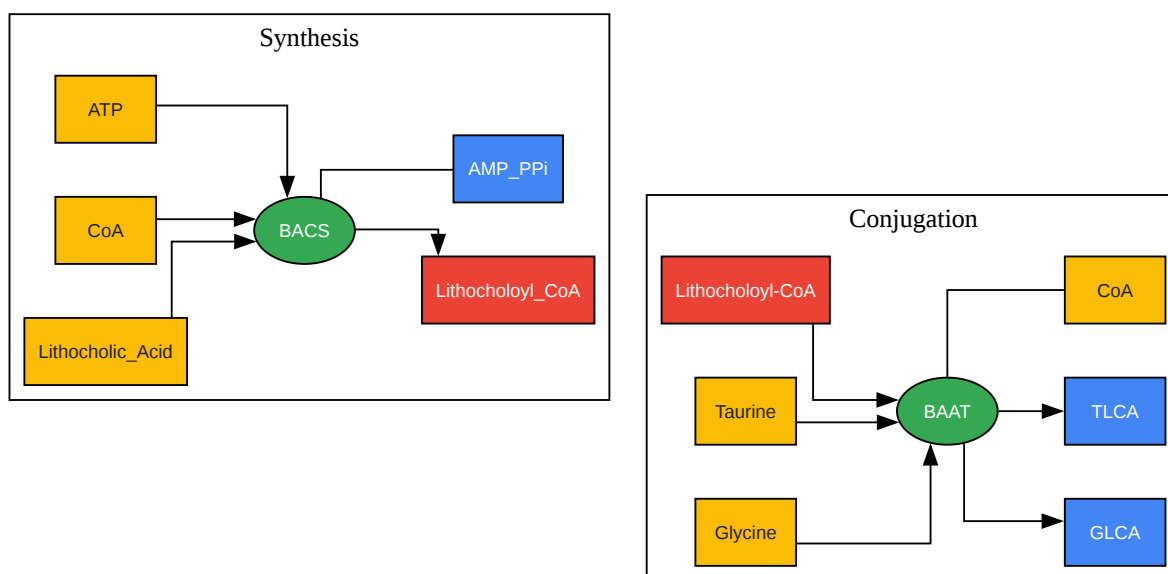 Synthesis
ATP
AMP_PPi
CoA
BACS
Lithocholoyl_CoA
Lithocholic_Acid
Conjugation
Lithocholoyl-CoA
CoA
Taurine
BAAT
TLCA
Glycine
GLCA